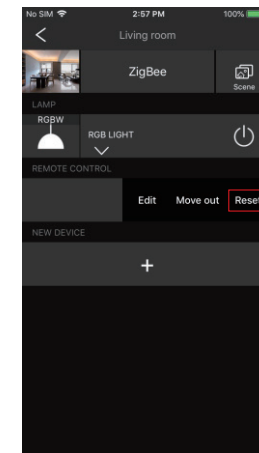 No SIM 2:57 PM 100%
Living room
ZigBee
Scene
LAMP
RGBW
RGB LIGHT
REMOTE CONTROL
Edit Move out Reset
NEW DEVICE
+